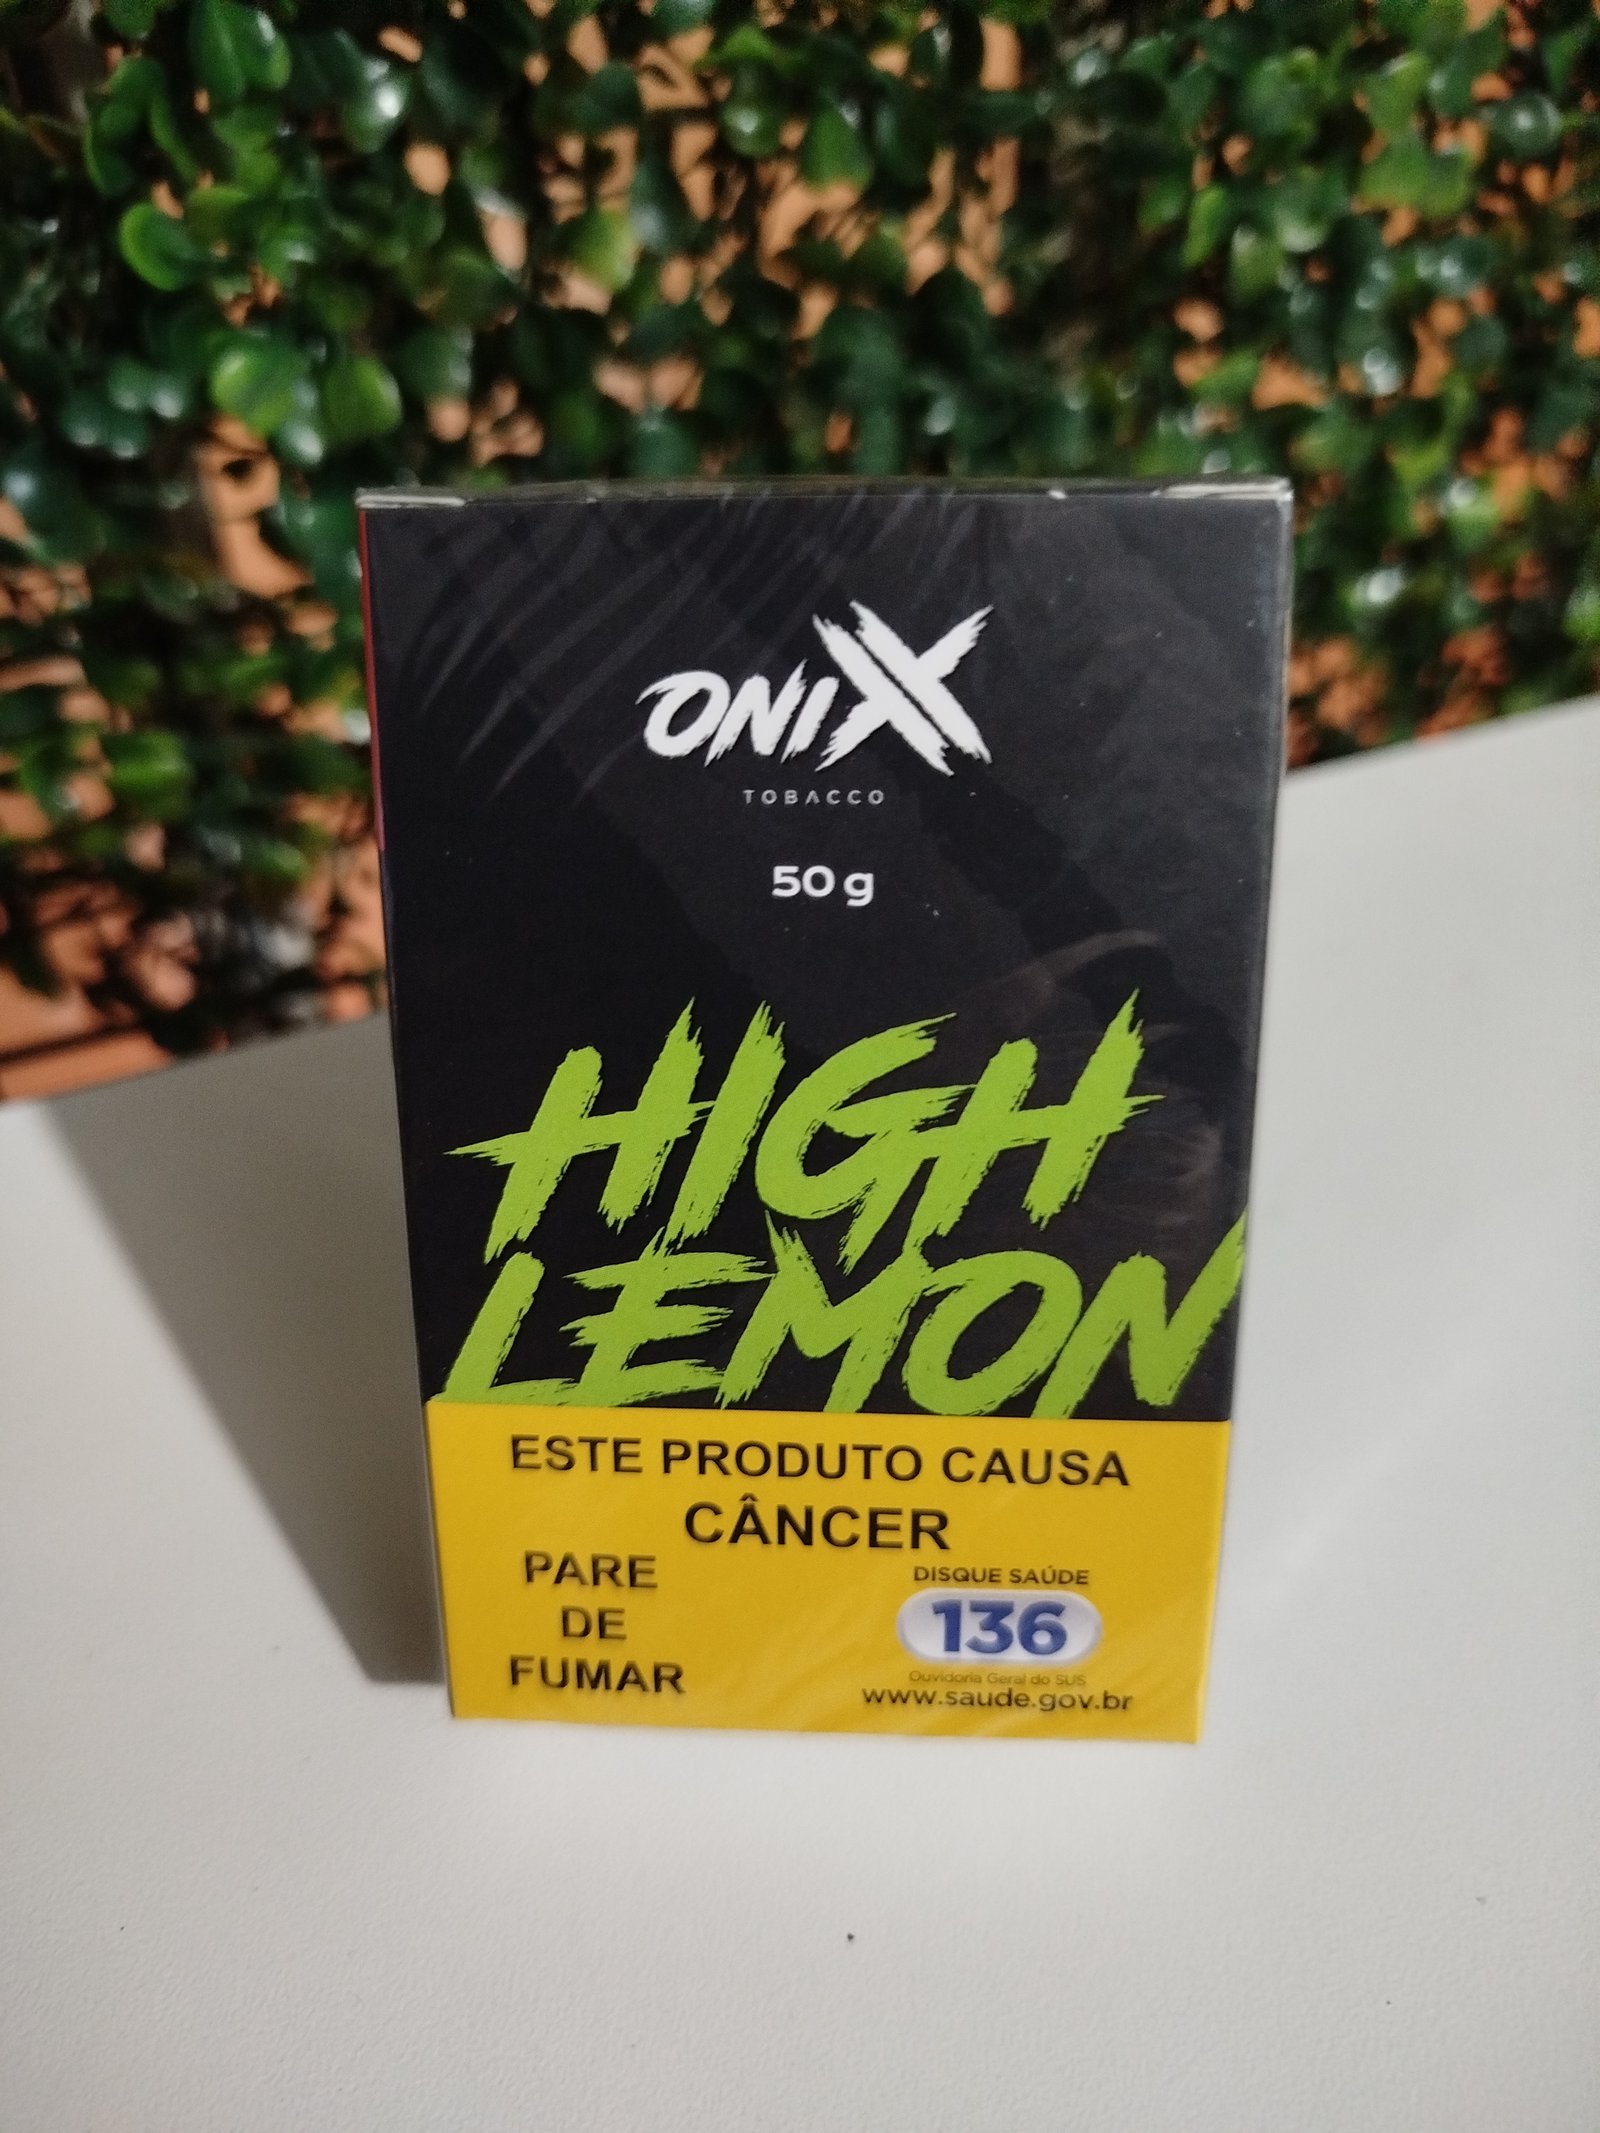 ONIX
TOBACCO
50 g
HIGH
LEMON
ESTE PRODUTO CAUSA
CÂNCER
PARE
DE
FUMAR
DISQUE SAÚDE
136
Ouvidoria Geral do SUS
www.saude.gov.br